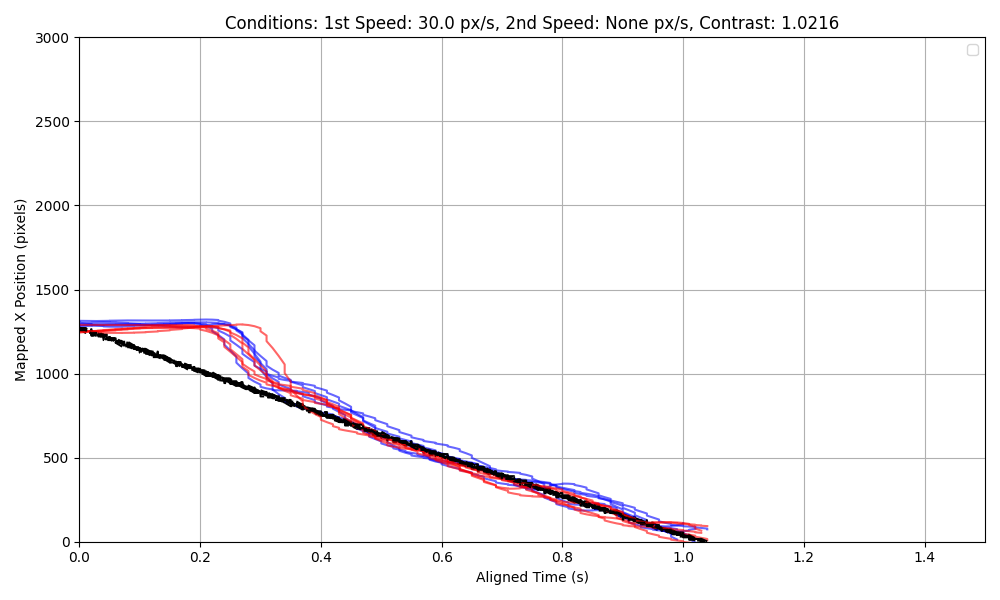 Conditions: 1st Speed: 30.0 px/s, 2nd Speed: None px/s, Contrast: 1.0216
Mapped X Position (pixels)
3000
2500
2000
1500
1000
500
0
0.0 0.2 0.4 0.6 0.8 1.0 1.2 1.4
Aligned Time (s)